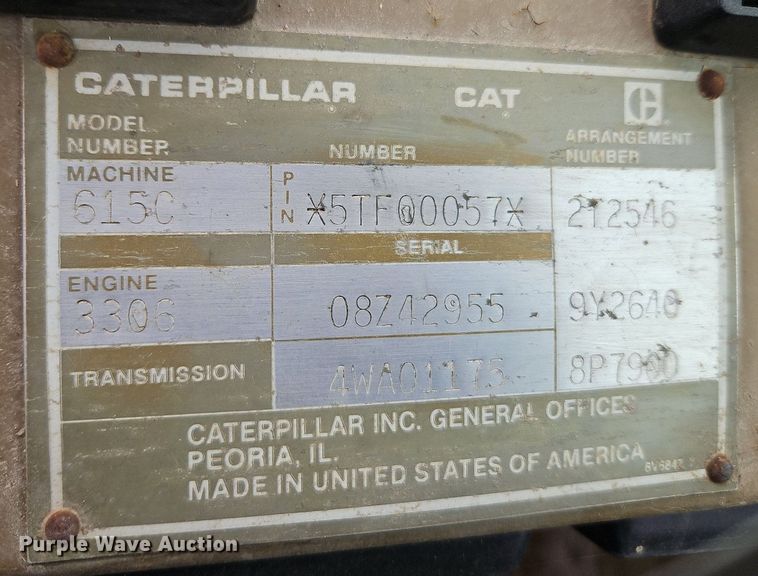 CATERPILLAR CAT
MODEL NUMBER NUMBER ARRANGEMENT NUMBER
MACHINE
615C PIN X5TF00057X
SERIAL
ENGINE
3306 08Z42955 9Y2640
TRANSMISSION 4WA01175
CATERPILLAR INC. GENERAL OFFICES
PEORIA, IL.
MADE IN UNITED STATES OF AMERICA
Purple Wave Auction